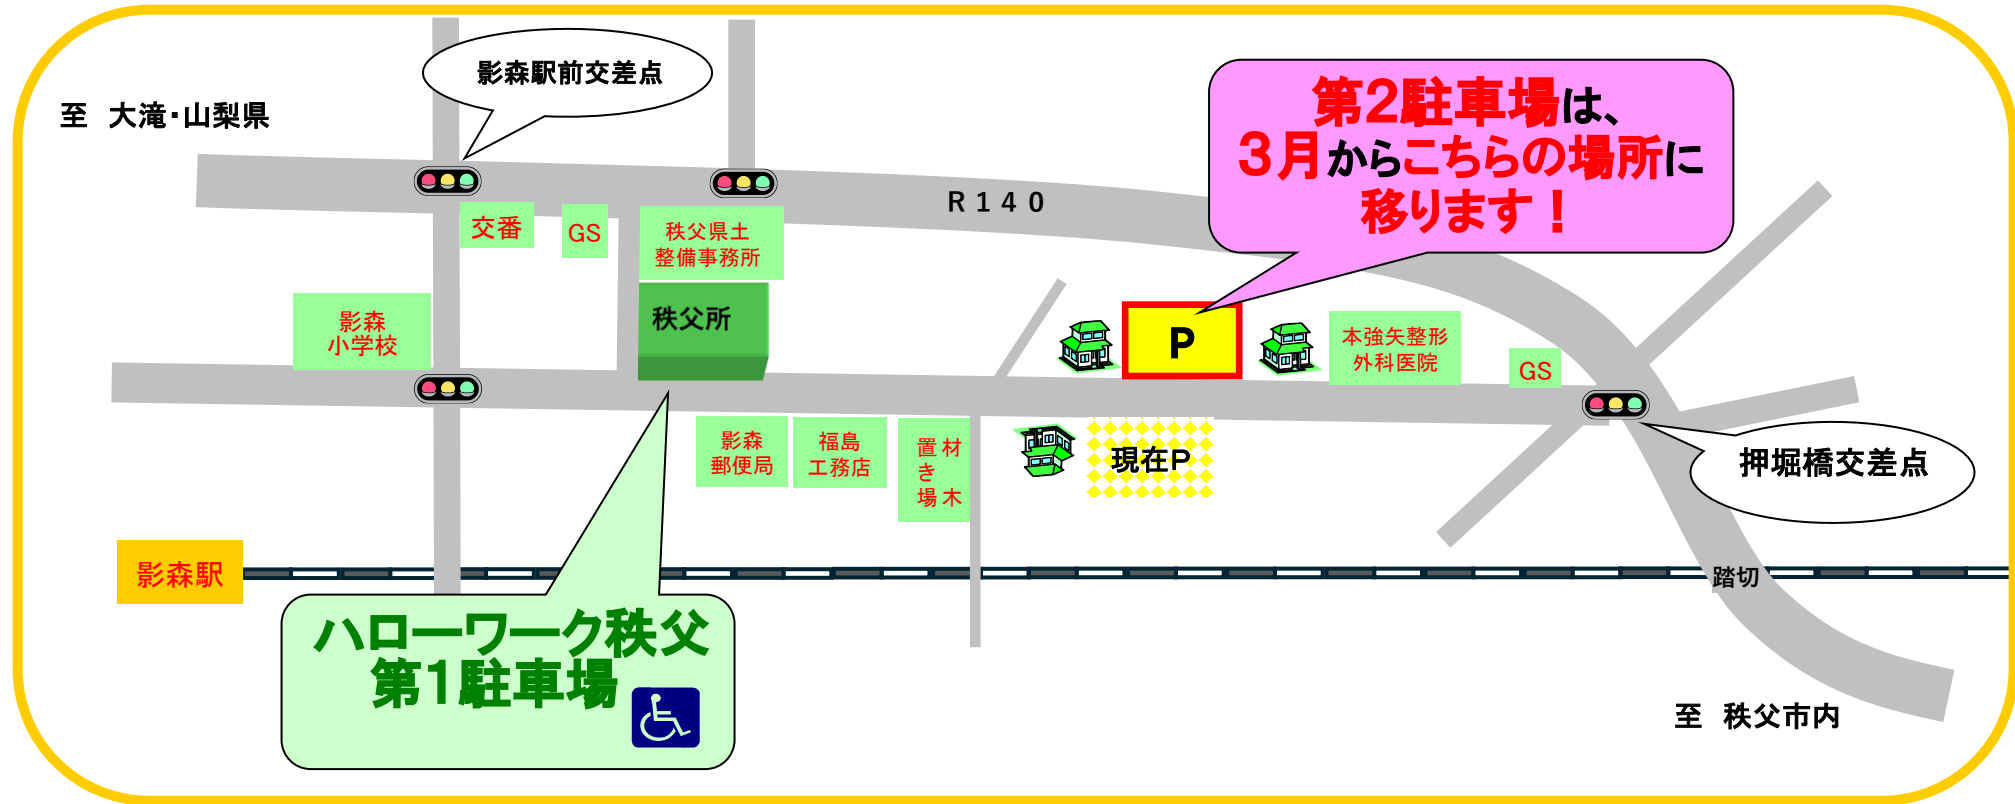 影森駅前交差点
至　大滝・山梨県
第２駐車場は、
３月からこちらの場所に
移ります！
Ｒ１４０
交番
GS
秩父県土
整備事務所
秩父所
影森
小学校
P
本強矢整形
外科医院
GS
影森
郵便局
福島
工務店
材木
置き場
現在P
押堀橋交差点
影森駅
踏切
ハローワーク秩父
第１駐車場
至　秩父市内